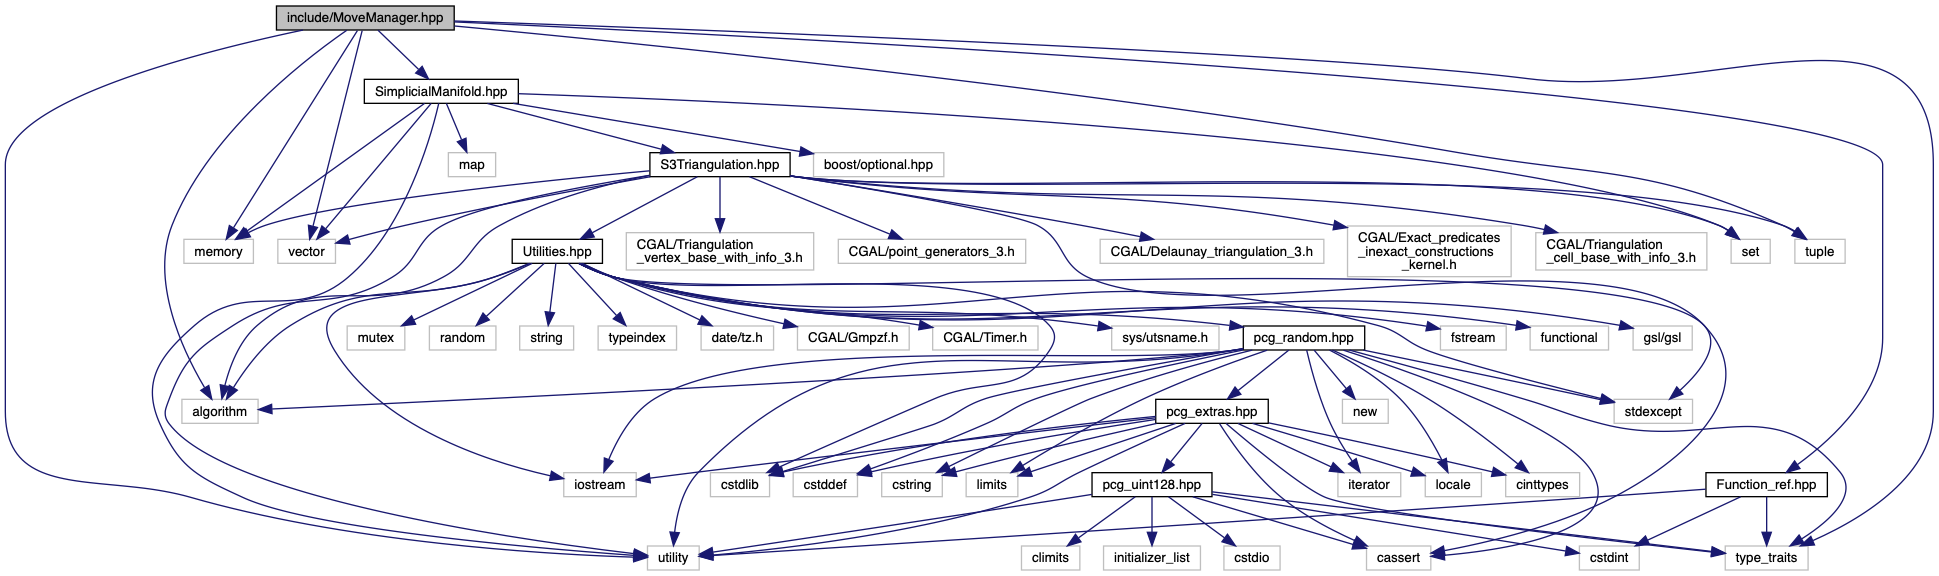 include/MoveManager.hpp
SimplicialManifold.hpp
map
S3Triangulation.hpp
boost/optional.hpp
memory
vector
Utilities.hpp
CGAL/Triangulation
_vertex_base_with_info_3.h
CGAL/point_generators_3.h
CGAL/Delaunay_triangulation_3.h
CGAL/Exact_predicates
_inexact_constructions
_kernel.h
CGAL/Triangulation
_cell_base_with_info_3.h
set
tuple
mutex
random
string
typeindex
date/tz.h
CGAL/Gmpzf.h
CGAL/Timer.h
sys/utsname.h
pcg_random.hpp
fstream
functional
gsl/gsl
algorithm
pcg_extras.hpp
new
stdexcept
iostream
cstdlib
cstddef
cstring
limits
pcg_uint128.hpp
iterator
locale
cinttypes
Function_ref.hpp
utility
climits
initializer_list
cstdio
cassert
cstdint
type_traits